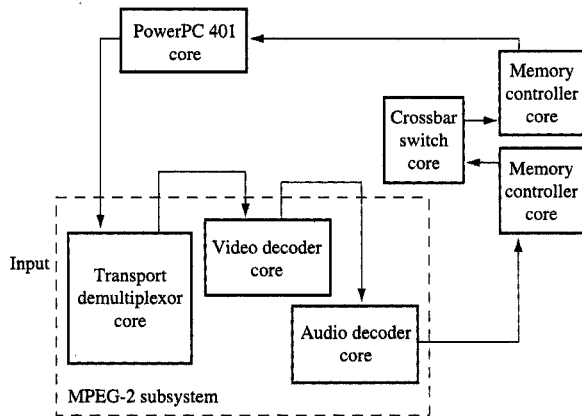 PowerPC 401
core
Memory
controller
core
Crossbar
switch
core
Memory
controller
core
Input
Transport
demultiplexor
core
Video decoder
core
Audio decoder
core
MPEG-2 subsystem